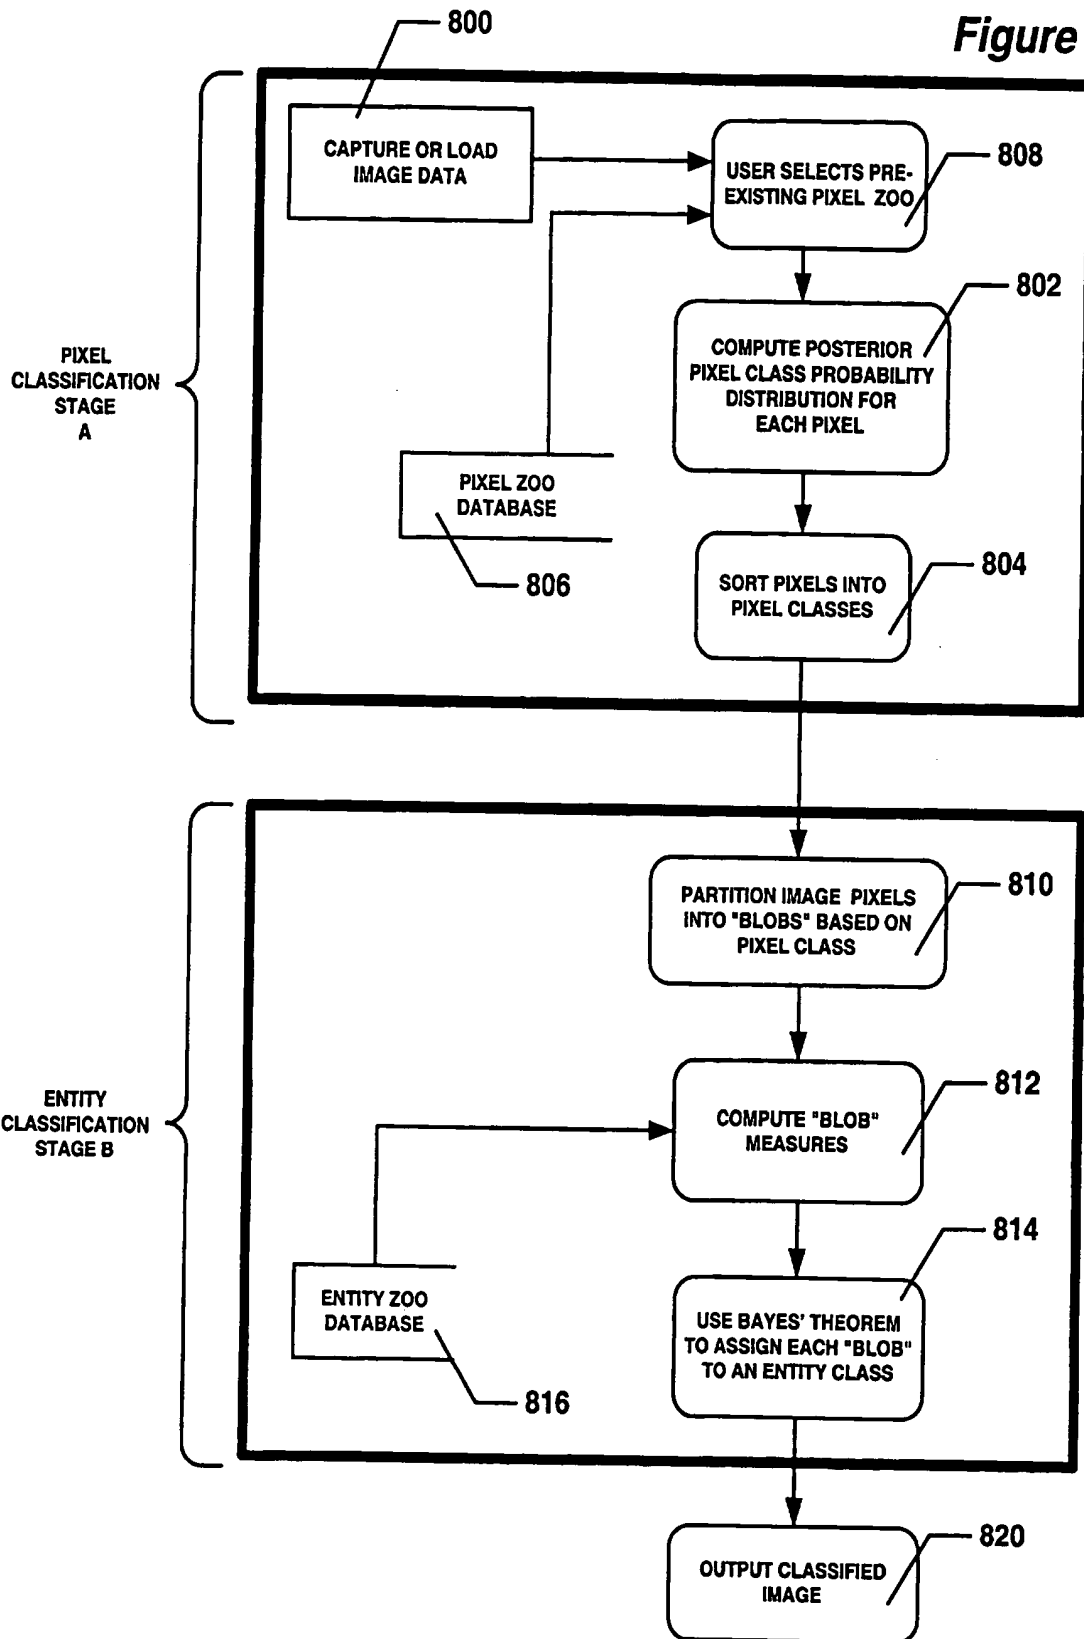 Figure
800
CAPTURE OR LOAD
IMAGE DATA
USER SELECTS PRE-
EXISTING PIXEL ZOO
808
802
COMPUTE POSTERIOR
PIXEL CLASS PROBABILITY
DISTRIBUTION FOR
EACH PIXEL
PIXEL
CLASSIFICATION
STAGE
A
PIXEL ZOO
DATABASE
806
SORT PIXELS INTO
PIXEL CLASSES
804
PARTITION IMAGE PIXELS
INTO "BLOBS" BASED ON
PIXEL CLASS
810
ENTITY
CLASSIFICATION
STAGE B
COMPUTE "BLOB"
MEASURES
812
814
ENTITY ZOO
DATABASE
816
USE BAYES' THEOREM
TO ASSIGN EACH "BLOB"
TO AN ENTITY CLASS
OUTPUT CLASSIFIED
IMAGE
820